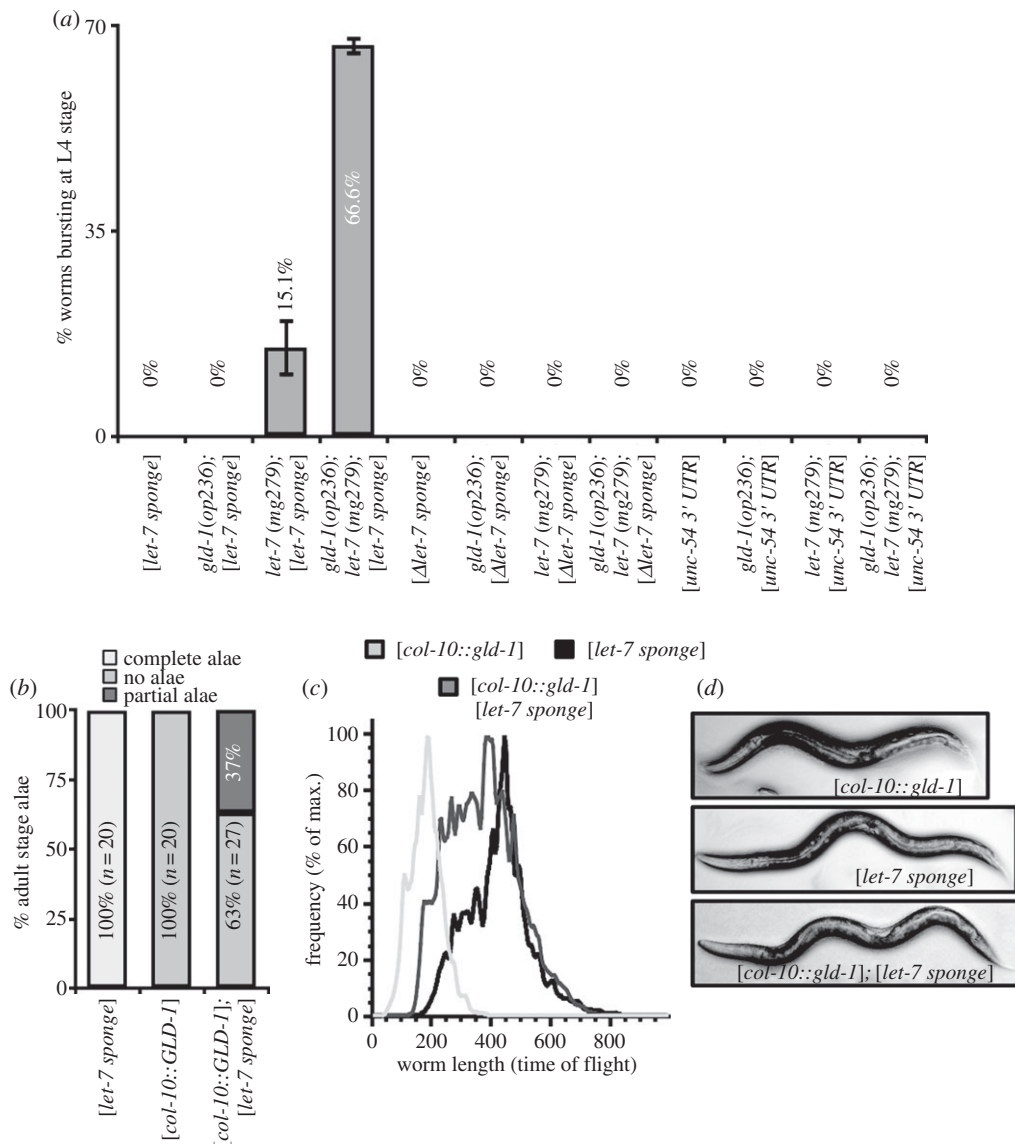 (a)
70
35
0
% worms bursting at L4 stage
0%
0%
15.1%
66.6%
0%
0%
0%
0%
0%
0%
0%
0%
[let-7 sponge]
gld-1(op236);
[let-7 sponge]
let-7 (mg279);
[let-7 sponge]
gld-1(op236);
let-7 (mg279);
[let-7 sponge]
[Δlet-7 sponge]
gld-1(op236);
[Δlet-7 sponge]
let-7 (mg279);
[Δlet-7 sponge]
gld-1(op236);
let-7 (mg279);
[Δlet-7 sponge]
[unc-54 3' UTR]
gld-1(op236);
[unc-54 3' UTR]
let-7 (mg279);
[unc-54 3' UTR]
gld-1(op236);
let-7 (mg279);
[unc-54 3' UTR]
(b)
complete alae
no alae
partial alae
100
75
50
25
0
% adult stage alae
100% (n = 20)
100% (n = 20)
37%
63% (n = 27)
[let-7 sponge]
[col-10::GLD-1]
[col-10::GLD-1];
[let-7 sponge]
[col-10::gld-1]
[let-7 sponge]
[col-10::gld-1]
[let-7 sponge]
(c)
100
80
60
40
20
0
frequency (% of max.)
0
200
400
600
800
worm length (time of flight)
(d)
[col-10::gld-1]
[let-7 sponge]
[col-10::gld-1]; [let-7 sponge]